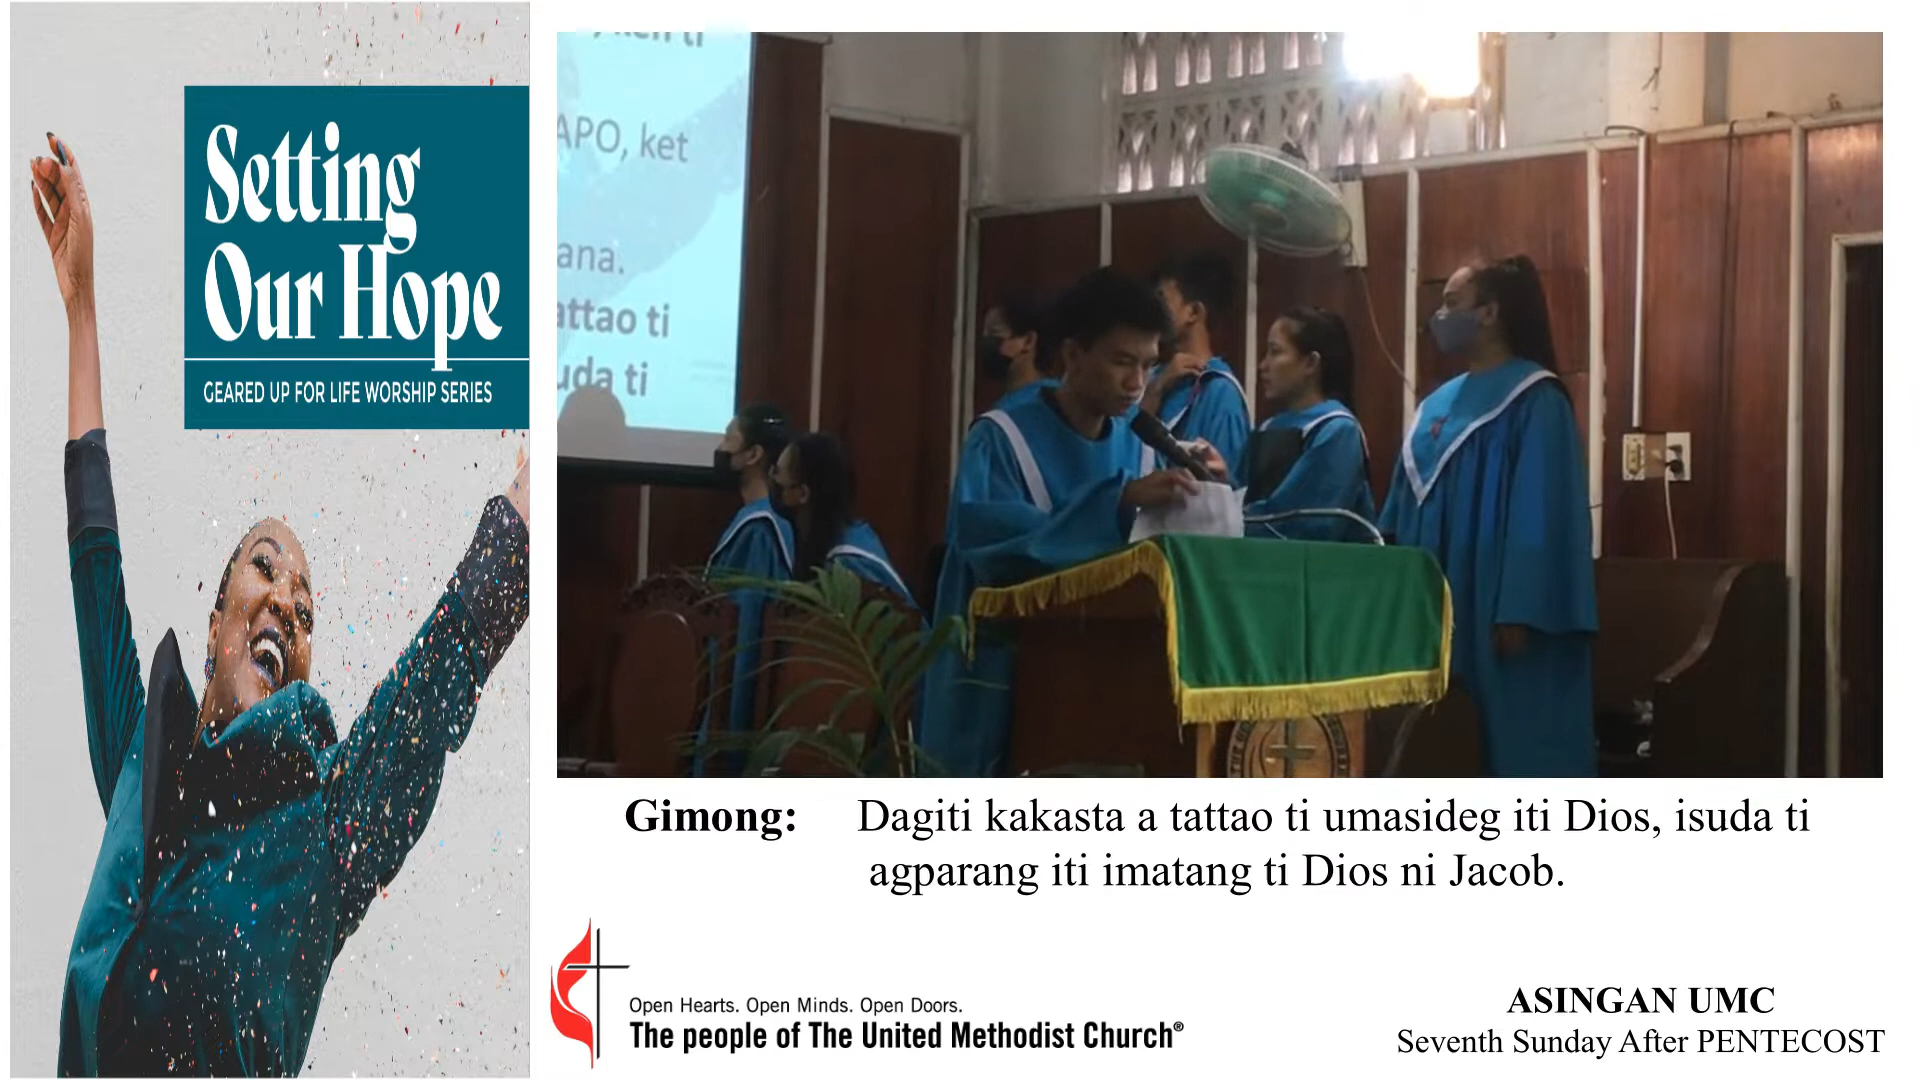 Setting
Our Hope
GEARED UP FOR LIFE WORSHIP SERIES
APO, ket
ana.
attao ti
uda ti
Gimong: Dagiti kakasta a tattao ti umasideg iti Dios, isuda ti
agparang iti imatang ti Dios ni Jacob.
Open Hearts. Open Minds. Open Doors.
The people of The United Methodist Church®
ASINGAN UMC
Seventh Sunday After PENTECOST